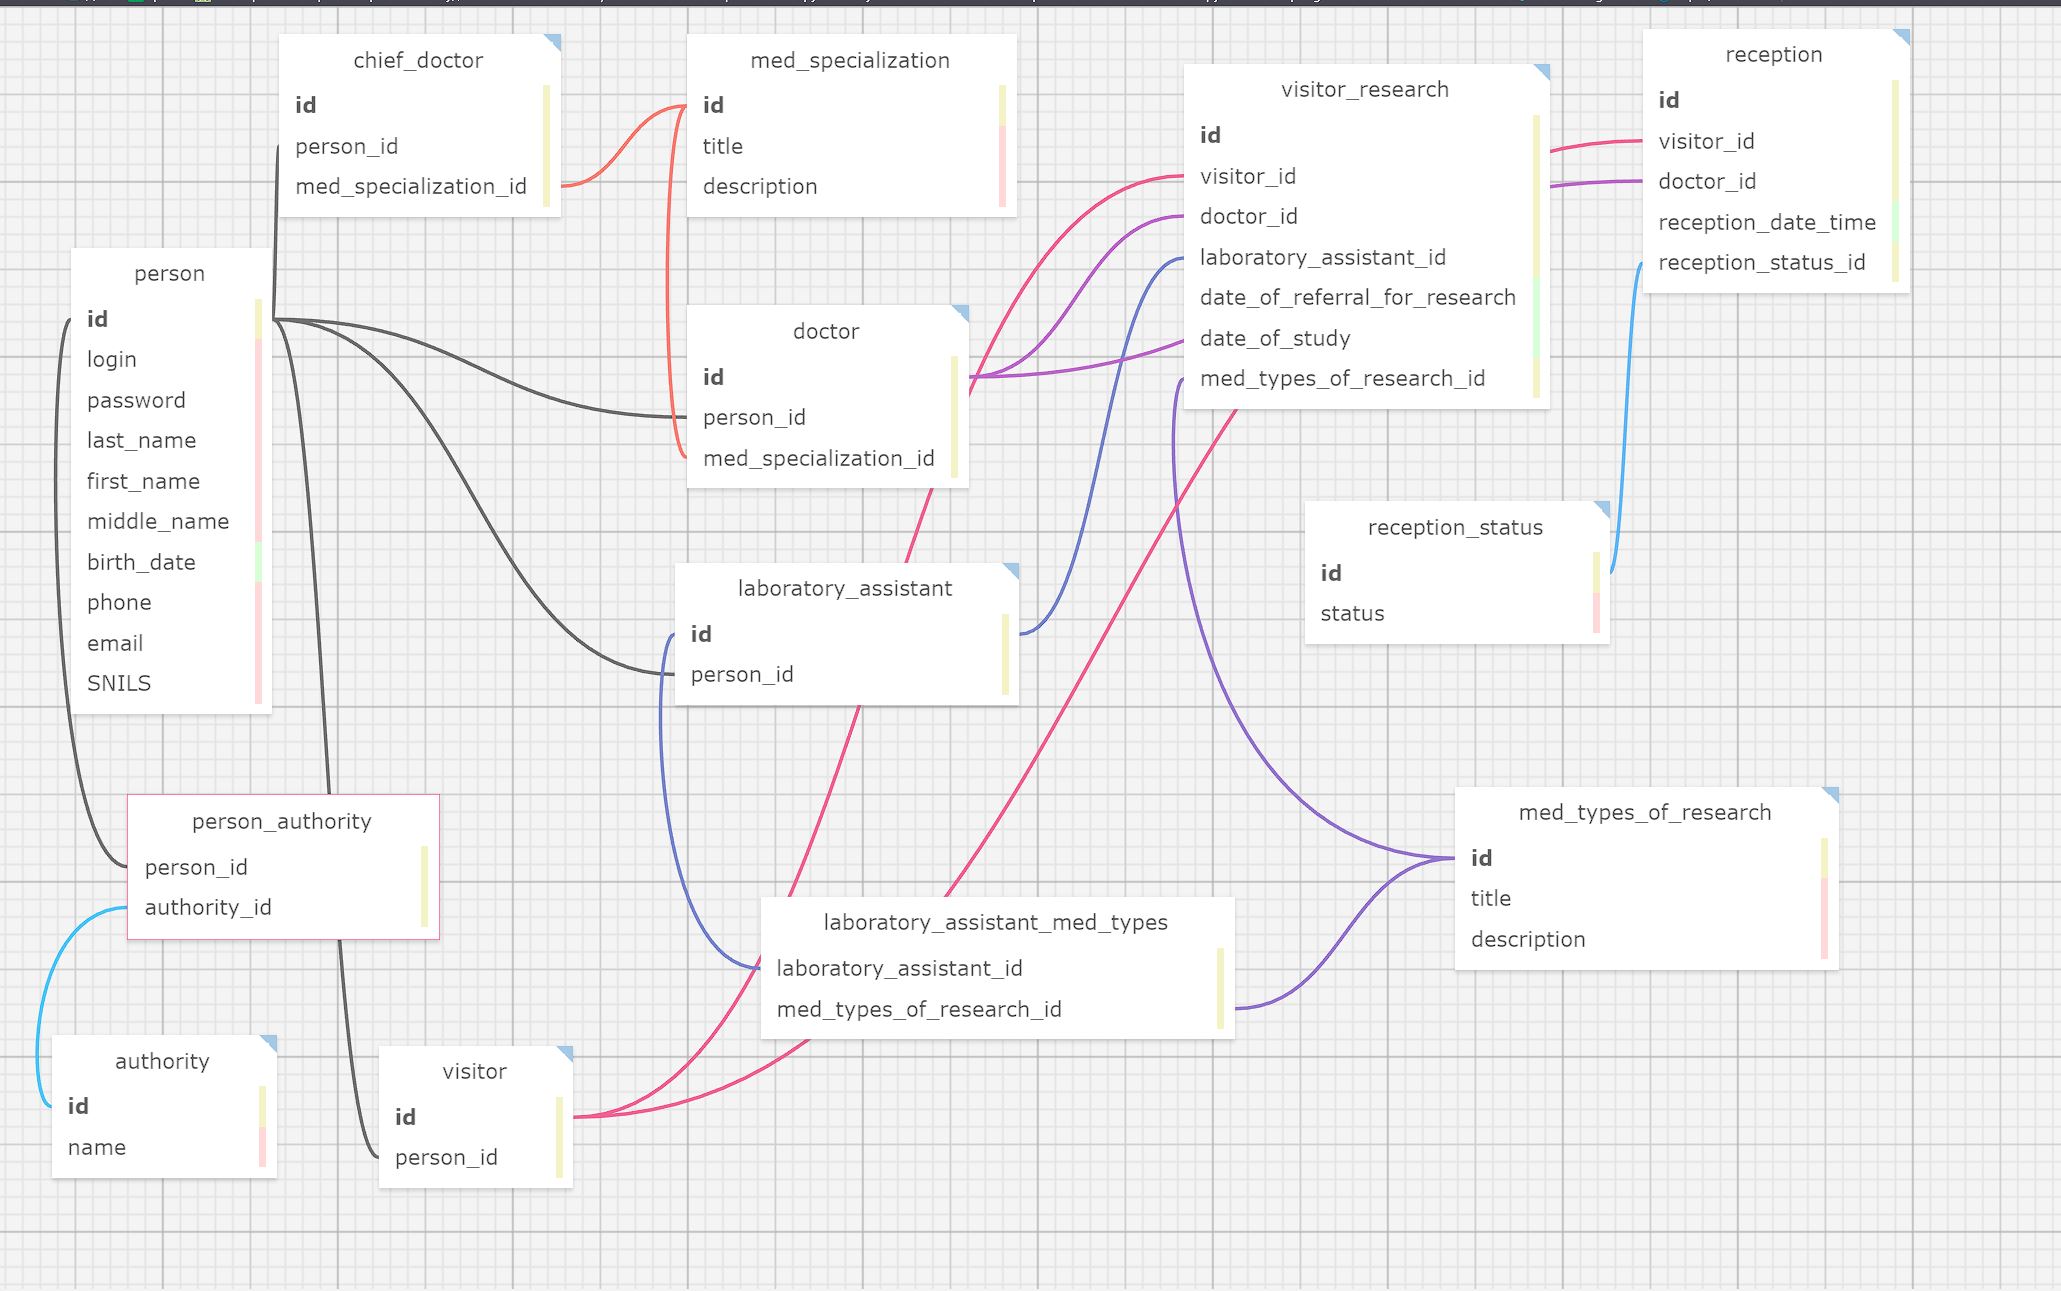 chief_doctor
id
person_id
med_specialization_id
med_specialization
id
title
description
visitor_research
id
visitor_id
doctor_id
laboratory_assistant_id
date_of_referral_for_research
date_of_study
med_types_of_research_id
reception
id
visitor_id
doctor_id
reception_date_time
reception_status_id
person
id
login
password
last_name
first_name
middle_name
birth_date
phone
email
SNILS
doctor
id
person_id
med_specialization_id
reception_status
id
status
laboratory_assistant
id
person_id
person_authority
person_id
authority_id
med_types_of_research
id
title
description
laboratory_assistant_med_types
laboratory_assistant_id
med_types_of_research_id
authority
id
name
visitor
id
person_id